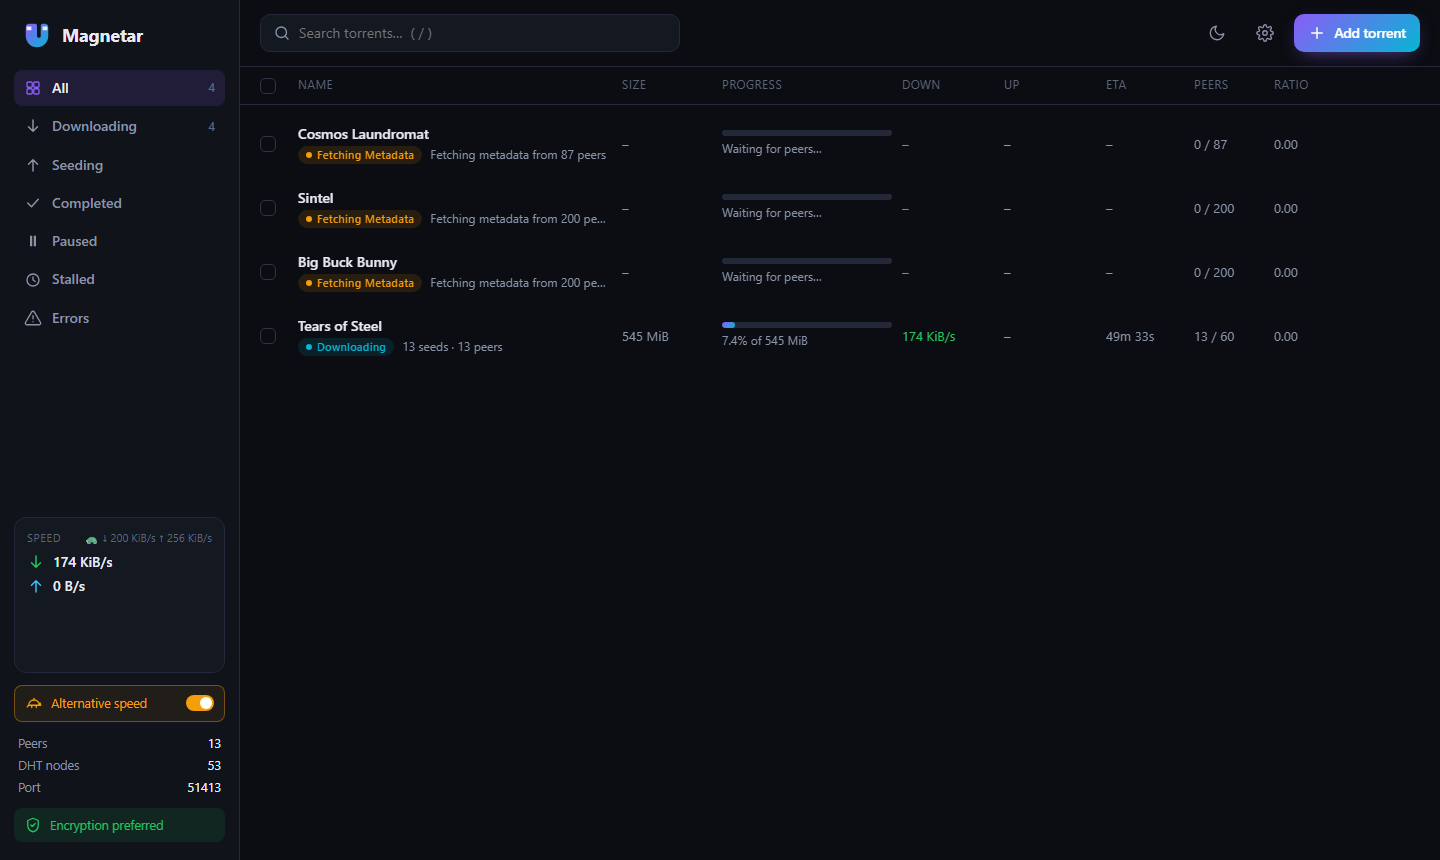 Magnetar
Search torrents... ( / )
Add torrent
All 4
Downloading 4
Seeding
Completed
Paused
Stalled
Errors
NAME SIZE PROGRESS DOWN UP ETA PEERS RATIO
Cosmos Laundromat
Fetching Metadata Fetching metadata from 87 peers – Waiting for peers... – – – 0 / 87 0.00
Sintel
Fetching Metadata Fetching metadata from 200 pe... – Waiting for peers... – – – 0 / 200 0.00
Big Buck Bunny
Fetching Metadata Fetching metadata from 200 pe... – Waiting for peers... – – – 0 / 200 0.00
Tears of Steel
Downloading 13 seeds · 13 peers 545 MiB 7.4% of 545 MiB 174 KiB/s – 49m 33s 13 / 60 0.00
SPEED ↓ 200 KiB/s ↑ 256 KiB/s
174 KiB/s
0 B/s
Alternative speed
Peers 13
DHT nodes 53
Port 51413
Encryption preferred